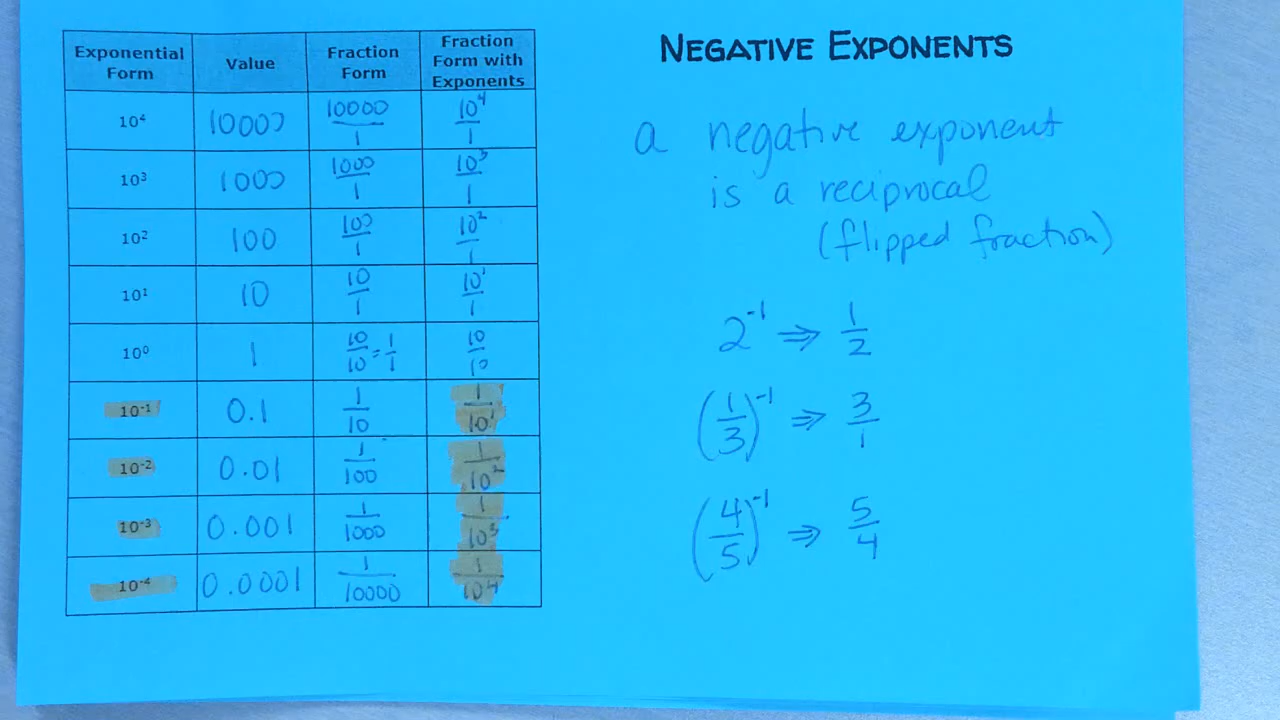 Exponential Form | Value | Fraction Form | Fraction Form with Exponents
10⁴ | 10000 | 10000/1 | 10⁴/1
10³ | 1000 | 1000/1 | 10³/1
10² | 100 | 100/1 | 10²/1
10¹ | 10 | 10/1 | 10¹/1
10⁰ | 1 | 10/10 = 1/1 | 10/10
10⁻¹ | 0.1 | 1/10 | 1/10¹
10⁻² | 0.01 | 1/100 | 1/10²
10⁻³ | 0.001 | 1/1000 | 1/10³
10⁻⁴ | 0.0001 | 1/10000 | 1/10⁴
NEGATIVE EXPONENTS
a negative exponent
is a reciprocal
(flipped fraction)
2⁻¹ ⇒ 1/2
(1/3)⁻¹ ⇒ 3/1
(4/5)⁻¹ ⇒ 5/4